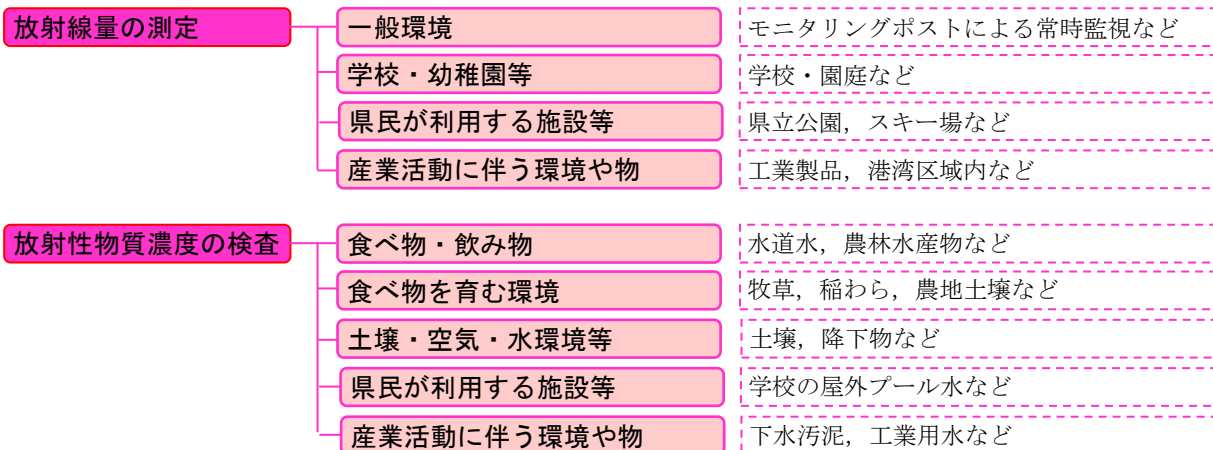 放射線量の測定
一般環境
モニタリングポストによる常時監視など
学校・幼稚園等
学校・園庭など
県民が利用する施設等
県立公園，スキー場など
産業活動に伴う環境や物
工業製品，港湾区域内など
放射性物質濃度の検査
食べ物・飲み物
水道水，農林水産物など
食べ物を育む環境
牧草，稲わら，農地土壌など
土壌・空気・水環境等
土壌，降下物など
県民が利用する施設等
学校の屋外プール水など
産業活動に伴う環境や物
下水汚泥，工業用水など